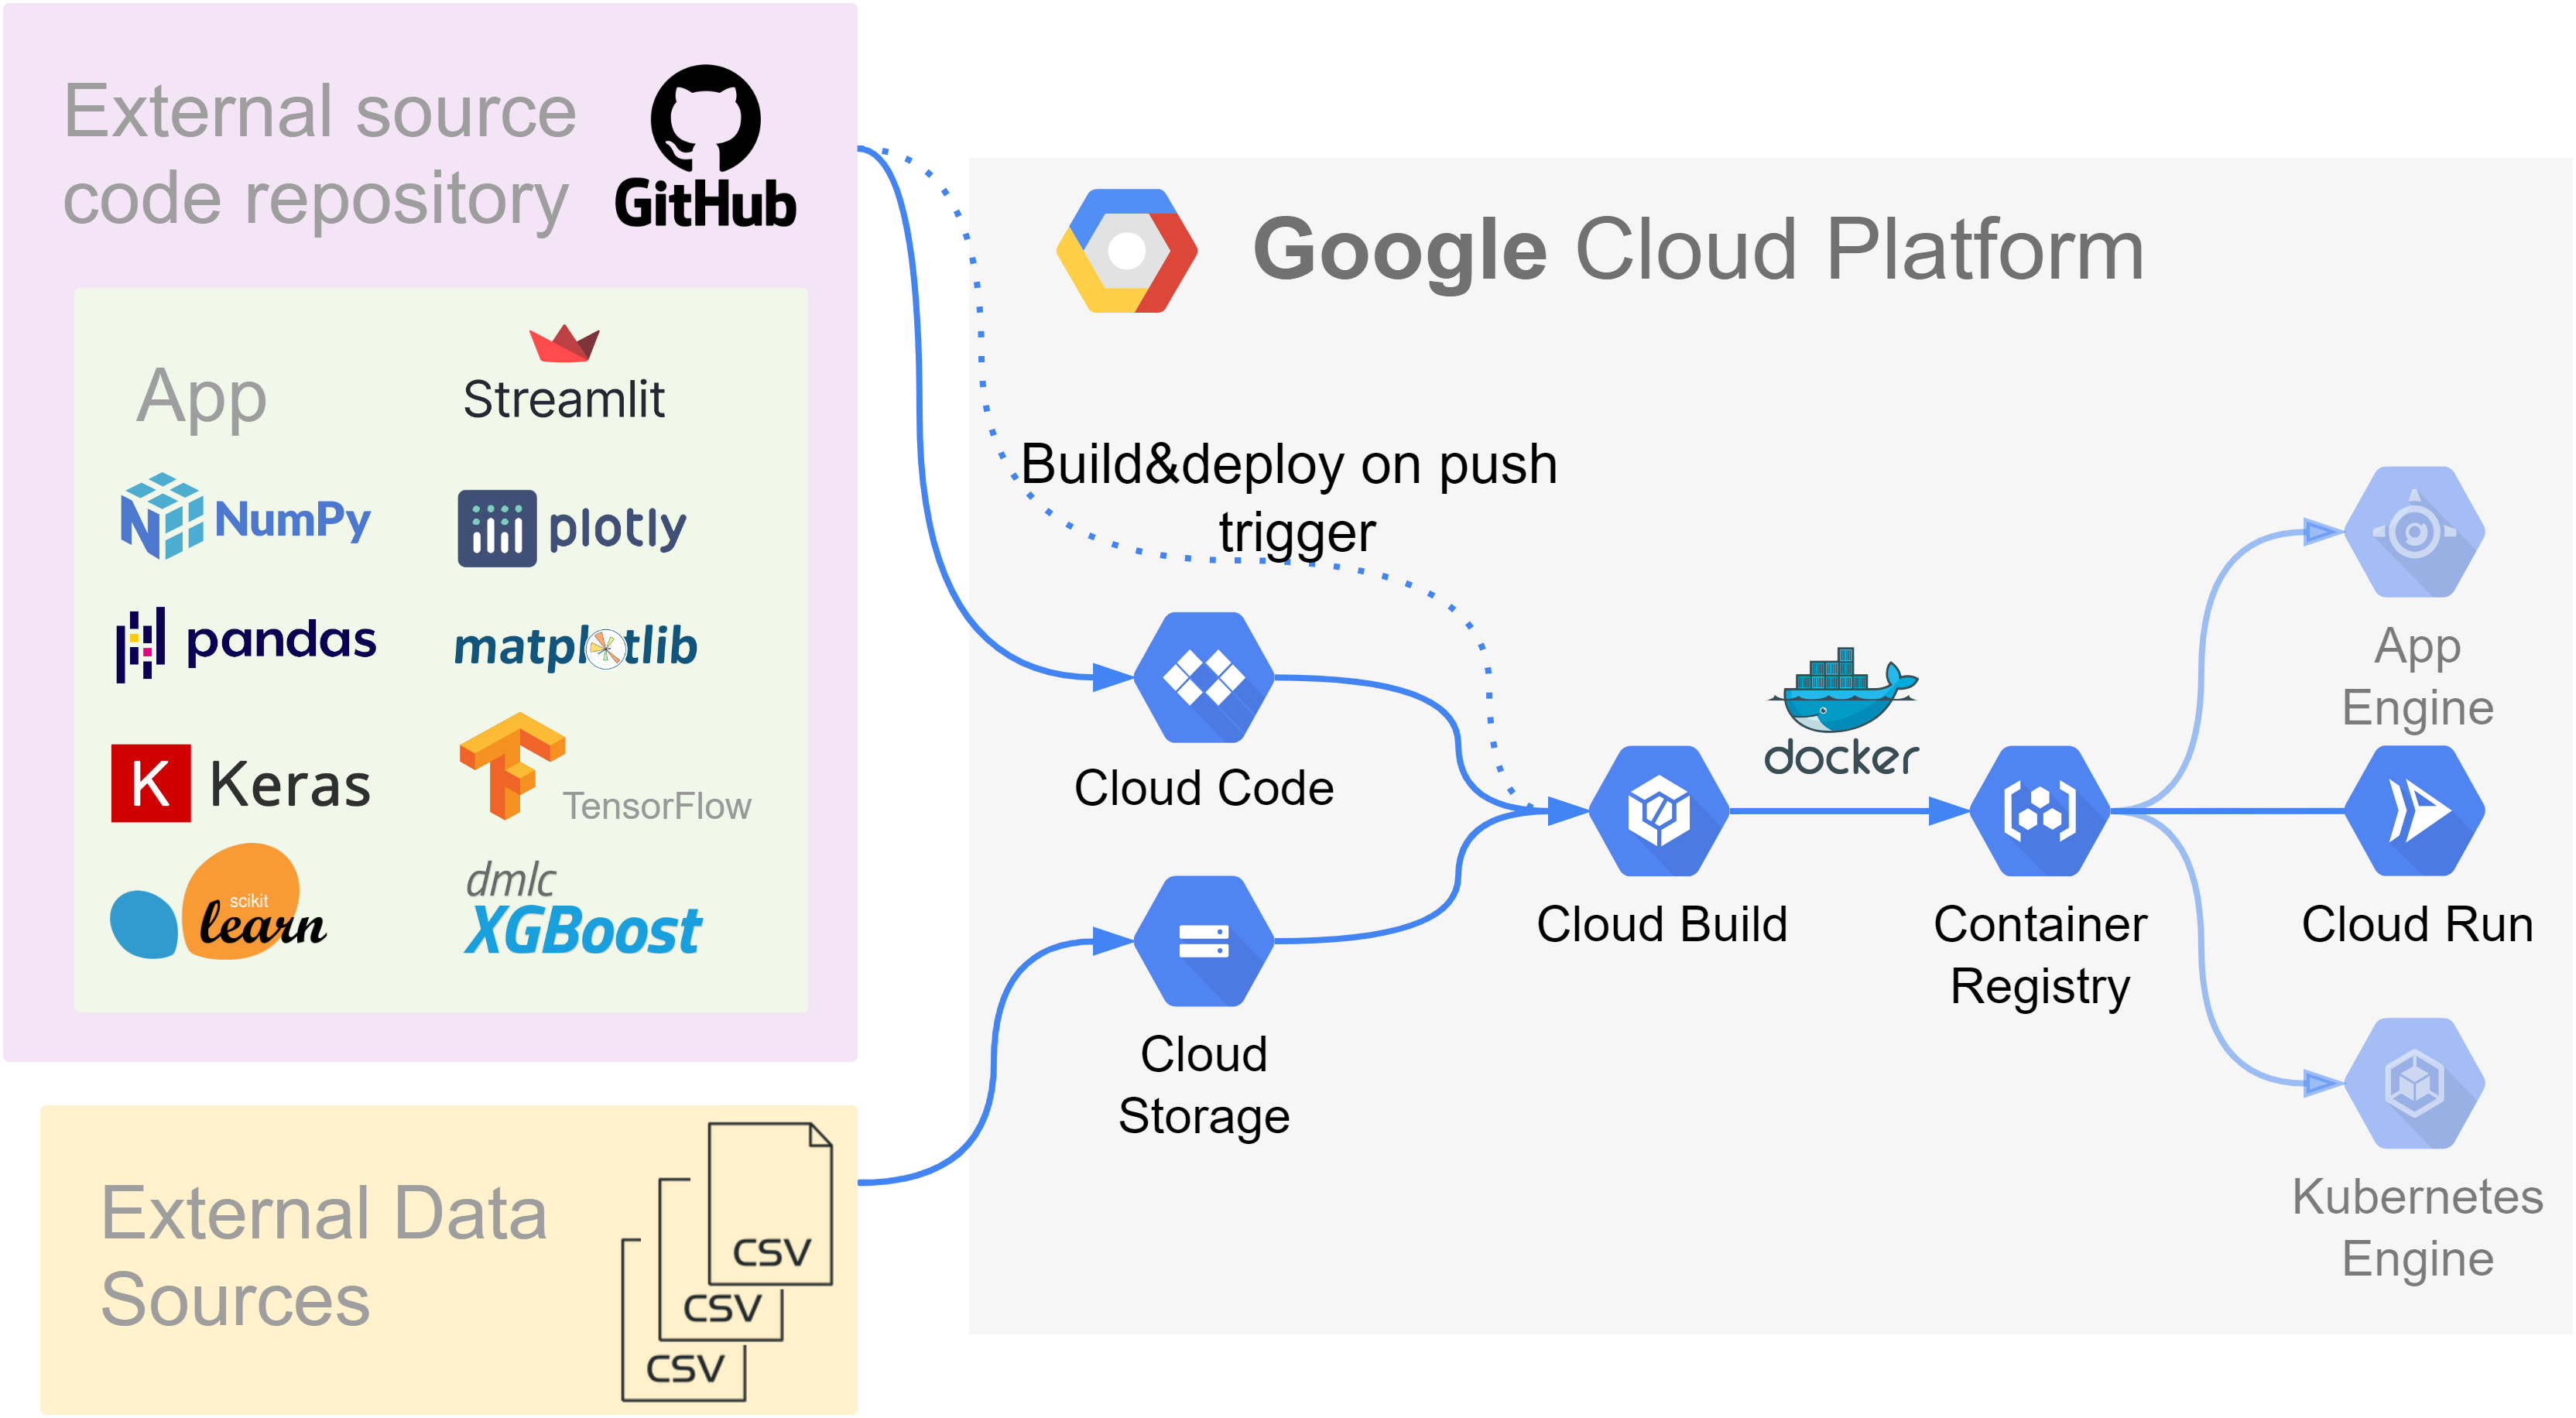 External source
code repository
GitHub
App
Streamlit
NumPy
plotly
pandas
matplotlib
K Keras
TensorFlow
scikit
learn
dmlc
XGBoost
External Data
Sources
CSV
CSV
CSV
Google Cloud Platform
Build&deploy on push
trigger
Cloud Code
Cloud
Storage
docker
Cloud Build
Container
Registry
App
Engine
Cloud Run
Kubernetes
Engine